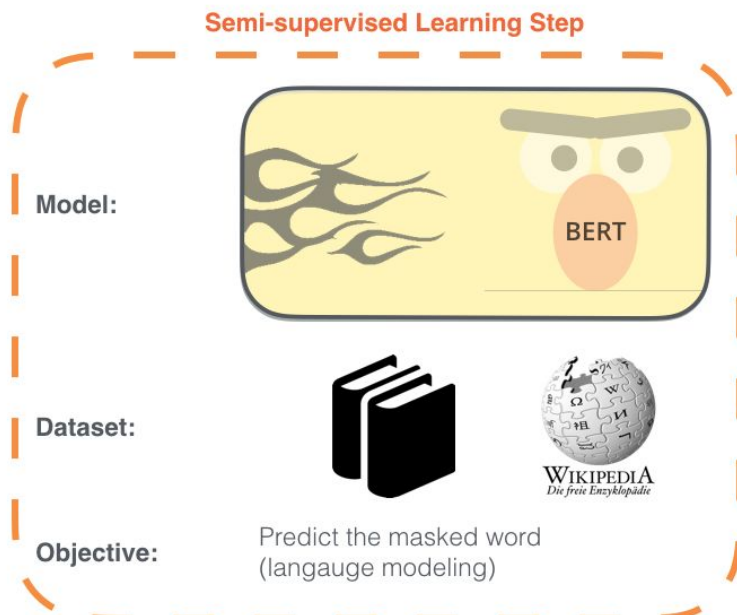 Semi-supervised Learning Step
Model:
BERT
Dataset:
Ω
W
И
WIKIPEDIA
Die freie Enzyklopädie
Objective:
Predict the masked word
(langauge modeling)